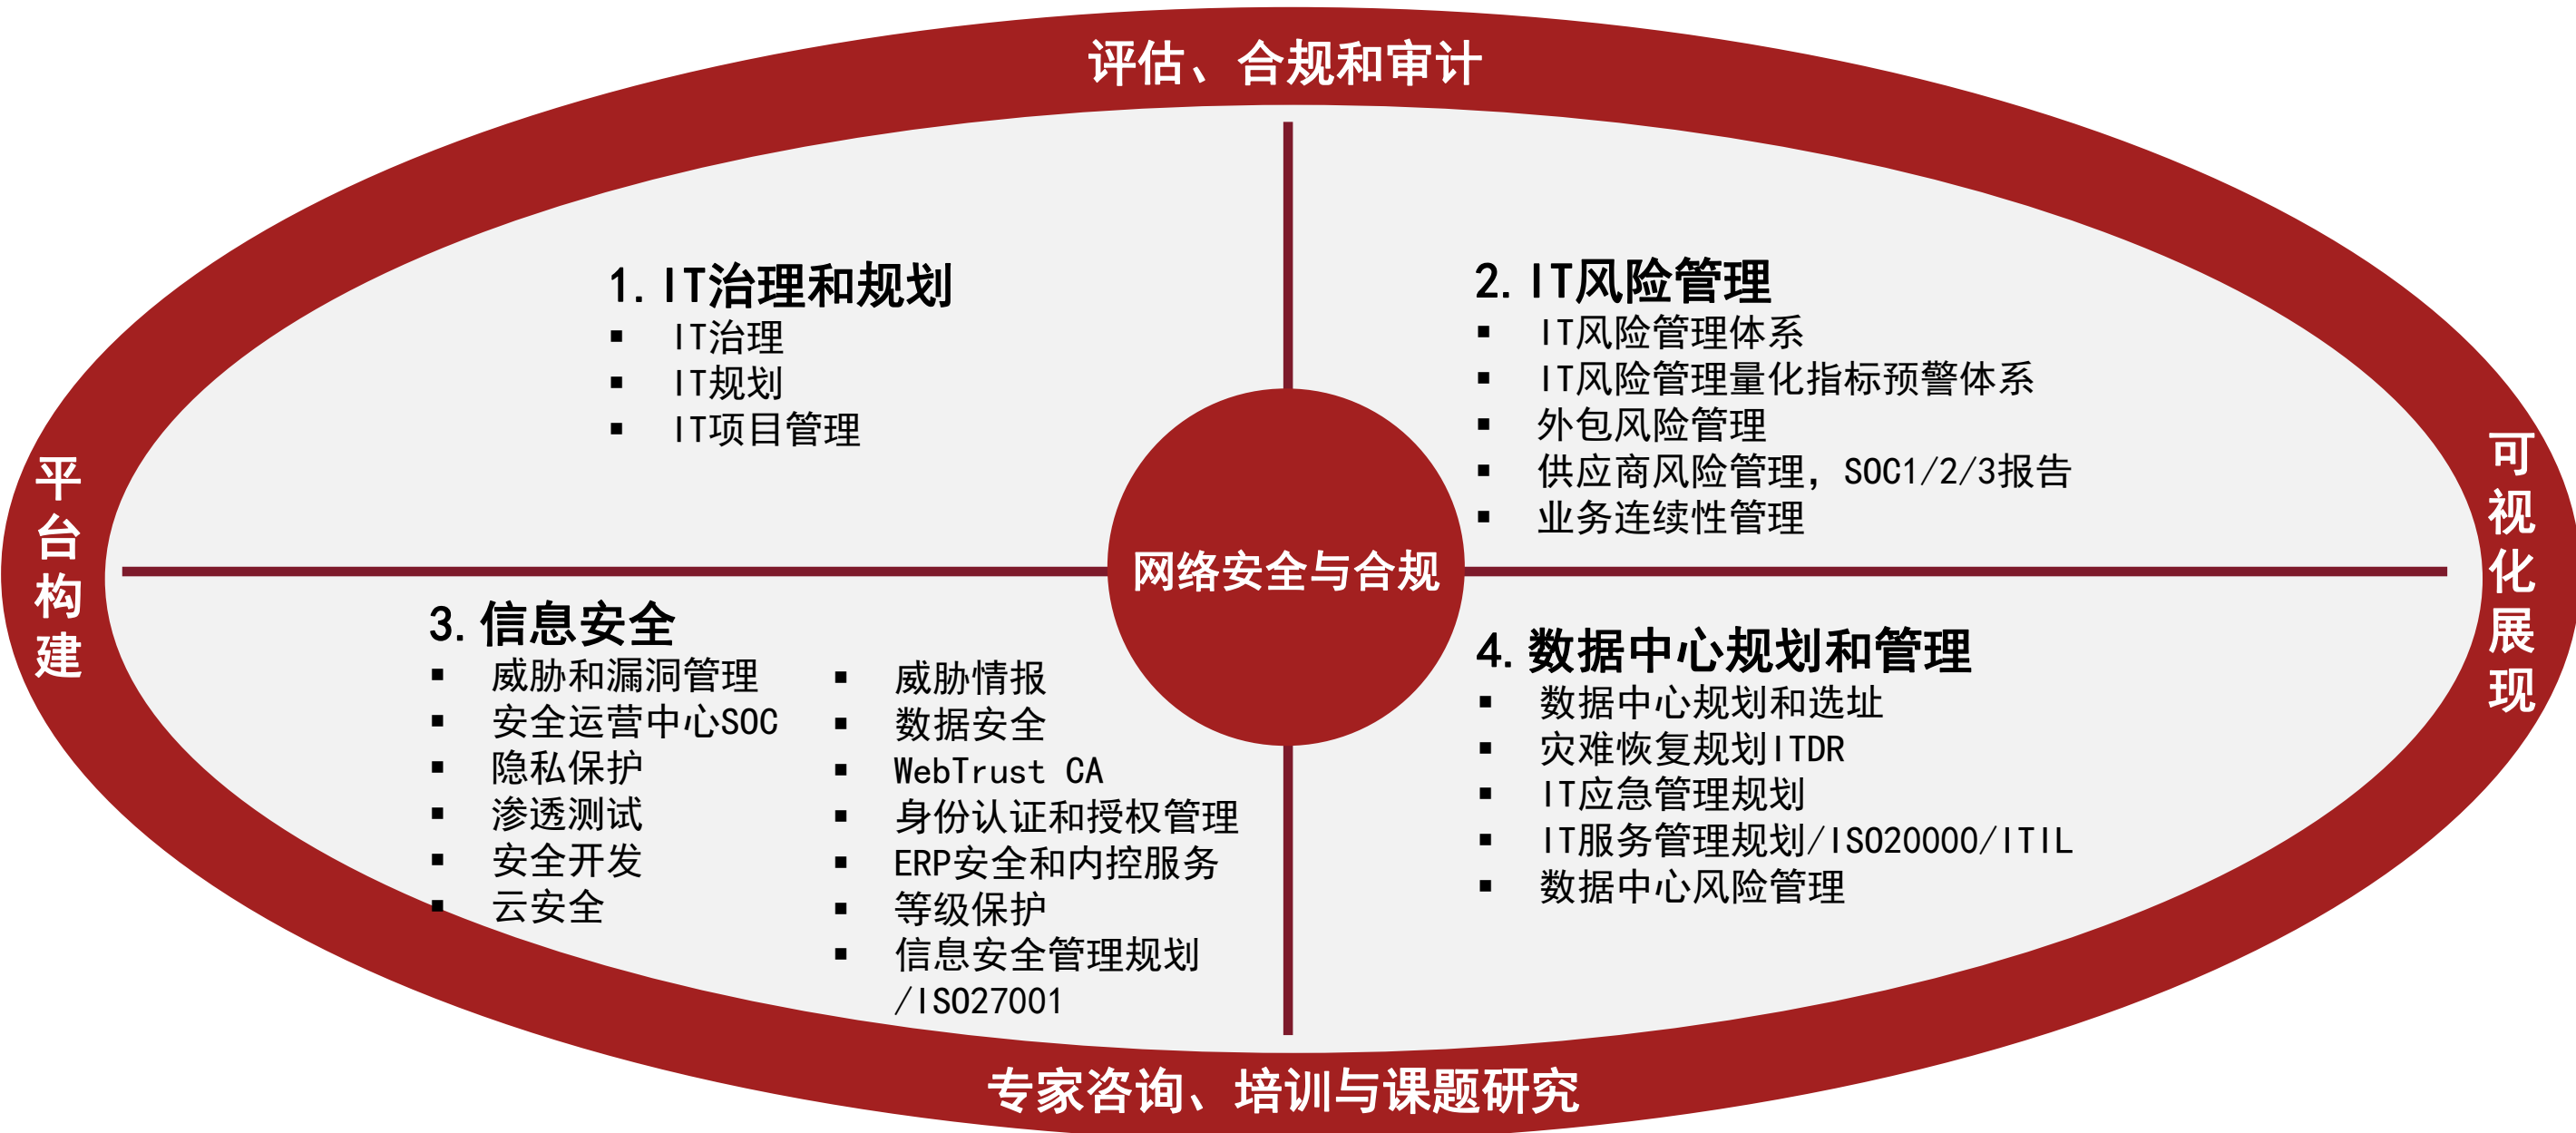 评估、合规和审计
平台构建
1. IT治理和规划
▪ IT治理
▪ IT规划
▪ IT项目管理
2. IT风险管理
▪ IT风险管理体系
▪ IT风险管理量化指标预警体系
▪ 外包风险管理
▪ 供应商风险管理，SOC1/2/3报告
▪ 业务连续性管理
网络安全与合规
3. 信息安全
▪ 威胁和漏洞管理
▪ 安全运营中心SOC
▪ 隐私保护
▪ 渗透测试
▪ 安全开发
▪ 云安全
▪ 威胁情报
▪ 数据安全
▪ WebTrust CA
▪ 身份认证和授权管理
▪ ERP安全和内控服务
▪ 等级保护
▪ 信息安全管理规划
/ISO27001
4. 数据中心规划和管理
▪ 数据中心规划和选址
▪ 灾难恢复规划ITDR
▪ IT应急管理规划
▪ IT服务管理规划/ISO20000/ITIL
▪ 数据中心风险管理
可视化展现
专家咨询、培训与课题研究